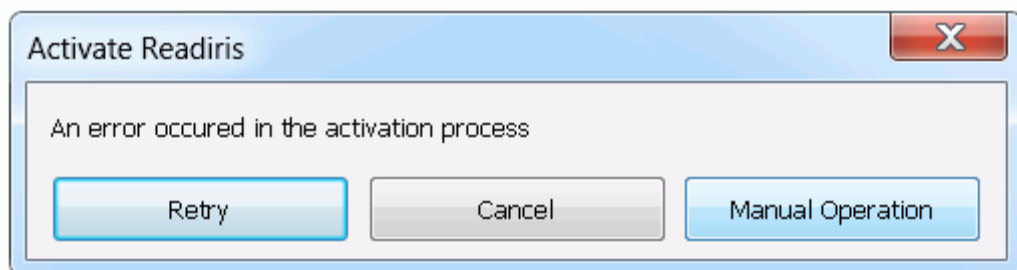 Activate Readiris
An error occured in the activation process
Retry Cancel Manual Operation